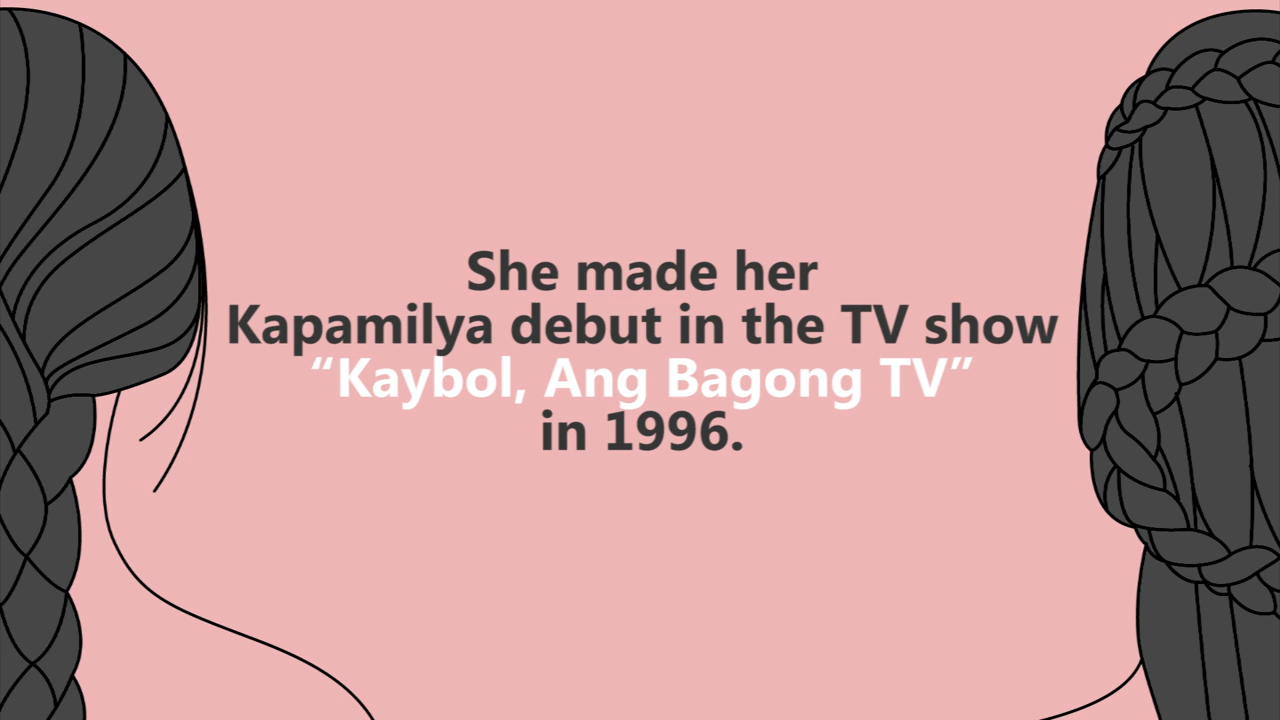 She made her
Kapamilya debut in the TV show
“Kaybol, Ang Bagong TV”
in 1996.